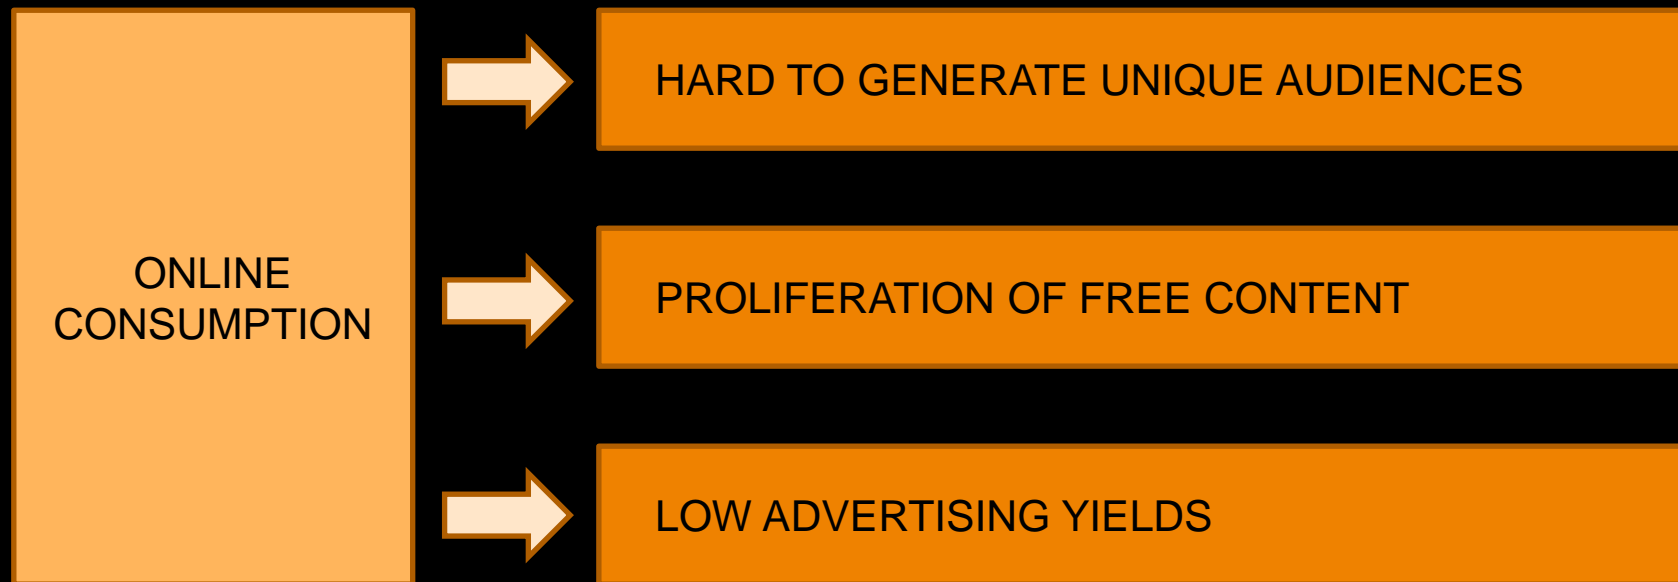 ONLINE
CONSUMPTION
HARD TO GENERATE UNIQUE AUDIENCES
PROLIFERATION OF FREE CONTENT
LOW ADVERTISING YIELDS